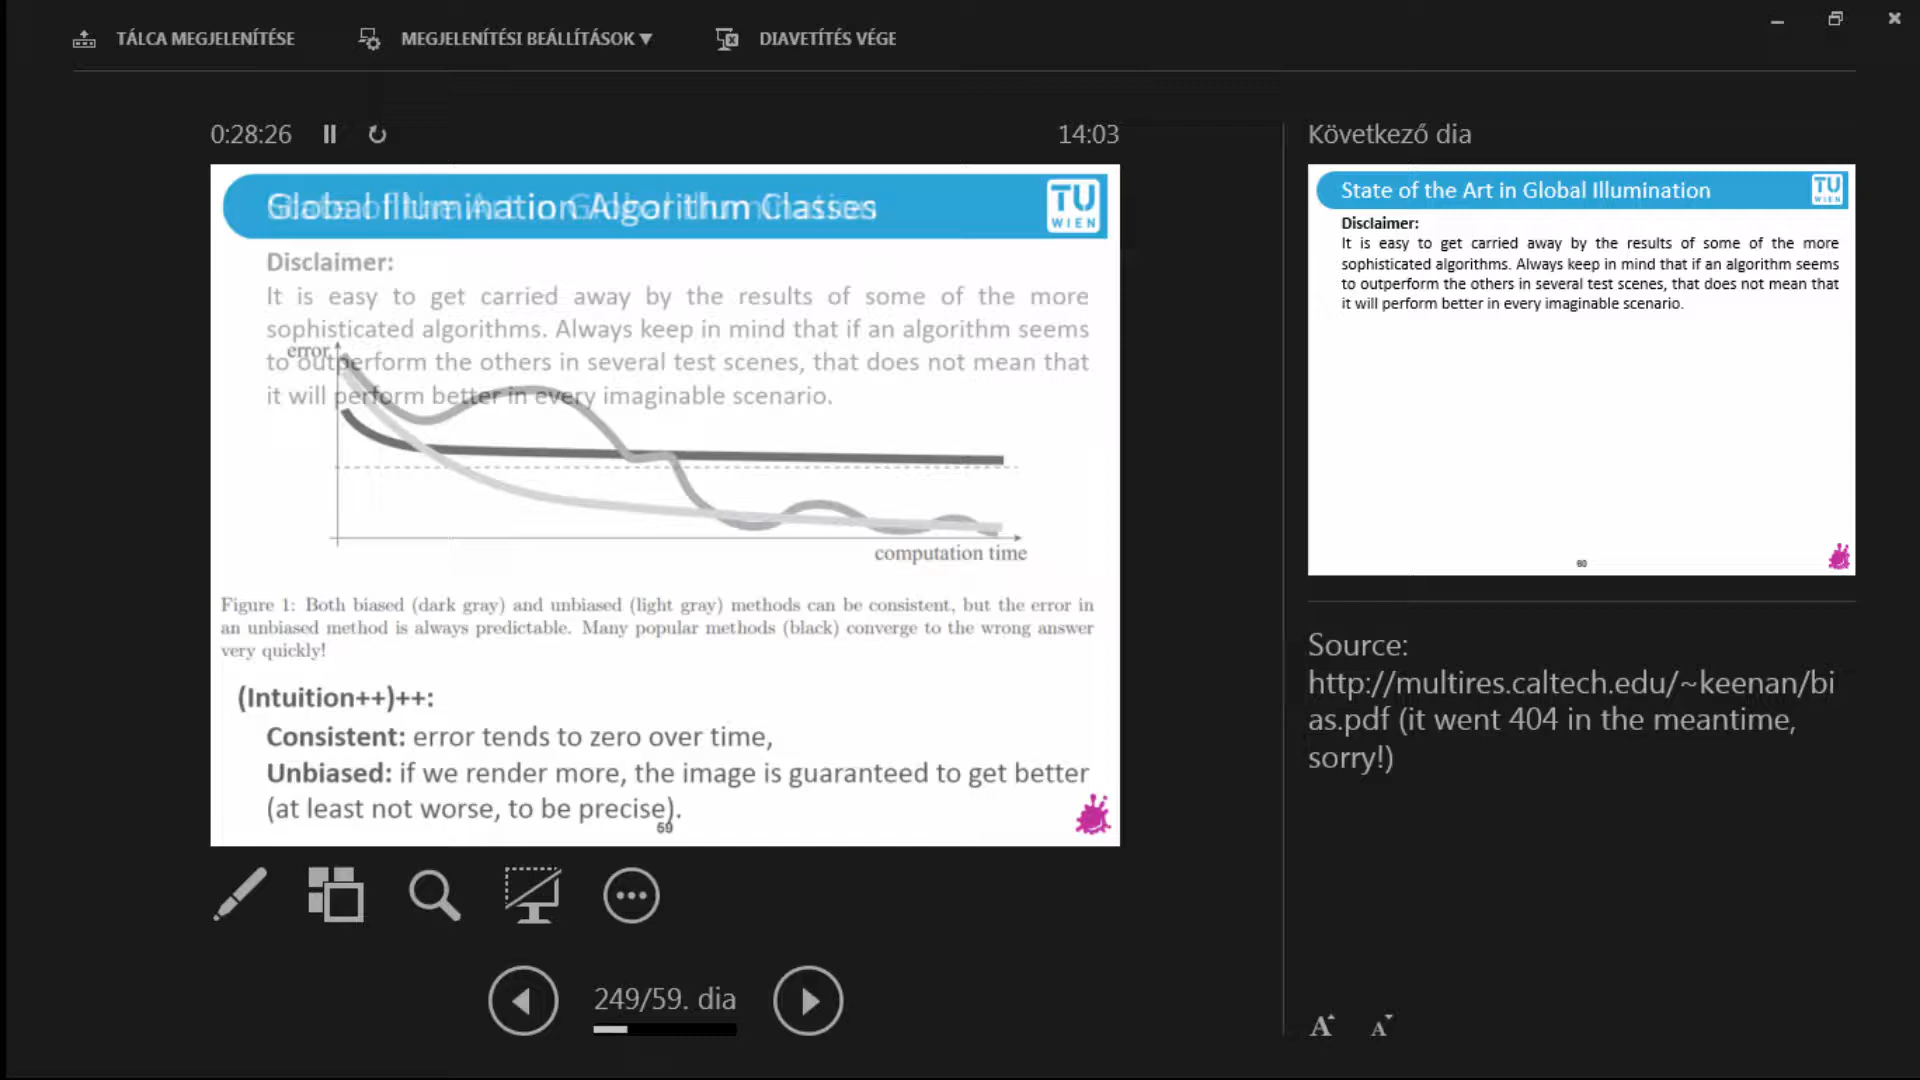 TÁLCA MEGJELENÍTÉSE
MEGJELENÍTÉSI BEÁLLÍTÁSOK
DIAVETÍTÉS VÉGE
0:28:26
14:03
Global Illumination Algorithm Classes
TU
WIEN
Disclaimer:
It is easy to get carried away by the results of some of the more
sophisticated algorithms. Always keep in mind that if an algorithm seems
to outperform the others in several test scenes, that does not mean that
it will perform better in every imaginable scenario.
error
computation time
Figure 1: Both biased (dark gray) and unbiased (light gray) methods can be consistent, but the error in
an unbiased method is always predictable. Many popular methods (black) converge to the wrong answer
very quickly!
(Intuition++)++:
Consistent: error tends to zero over time,
Unbiased: if we render more, the image is guaranteed to get better
(at least not worse, to be precise).
59
249/59. dia
Következő dia
State of the Art in Global Illumination
TU
WIEN
Disclaimer:
It is easy to get carried away by the results of some of the more
sophisticated algorithms. Always keep in mind that if an algorithm seems
to outperform the others in several test scenes, that does not mean that
it will perform better in every imaginable scenario.
60
Source:
http://multires.caltech.edu/~keenan/bi
as.pdf (it went 404 in the meantime,
sorry!)
A A